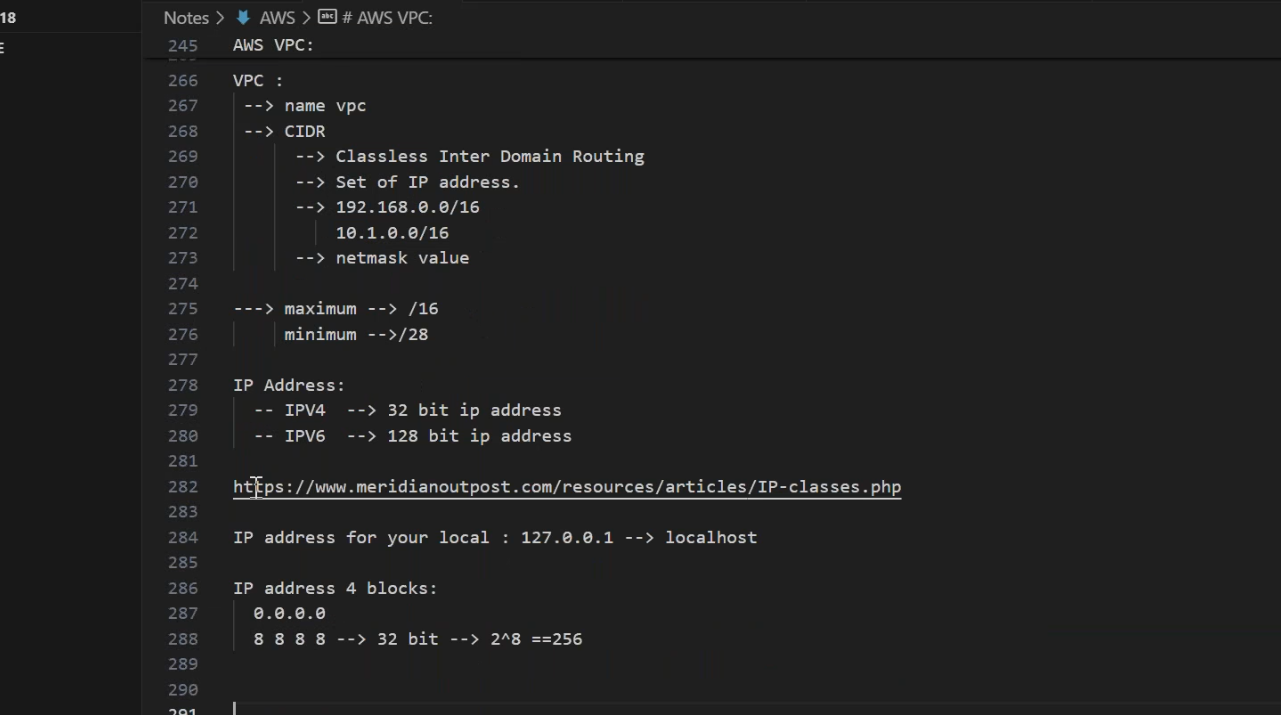 18
Notes > AWS > abc # AWS VPC:
E
245 AWS VPC:
266 VPC :
267 --> name vpc
268 --> CIDR
269 --> Classless Inter Domain Routing
270 --> Set of IP address.
271 --> 192.168.0.0/16
272 10.1.0.0/16
273 --> netmask value
274
275 ---> maximum --> /16
276 minimum -->/28
277
278 IP Address:
279 -- IPV4 --> 32 bit ip address
280 -- IPV6 --> 128 bit ip address
281
282 https://www.meridianoutpost.com/resources/articles/IP-classes.php
283
284 IP address for your local : 127.0.0.1 --> localhost
285
286 IP address 4 blocks:
287 0.0.0.0
288 8 8 8 8 --> 32 bit --> 2^8 ==256
289
290
291